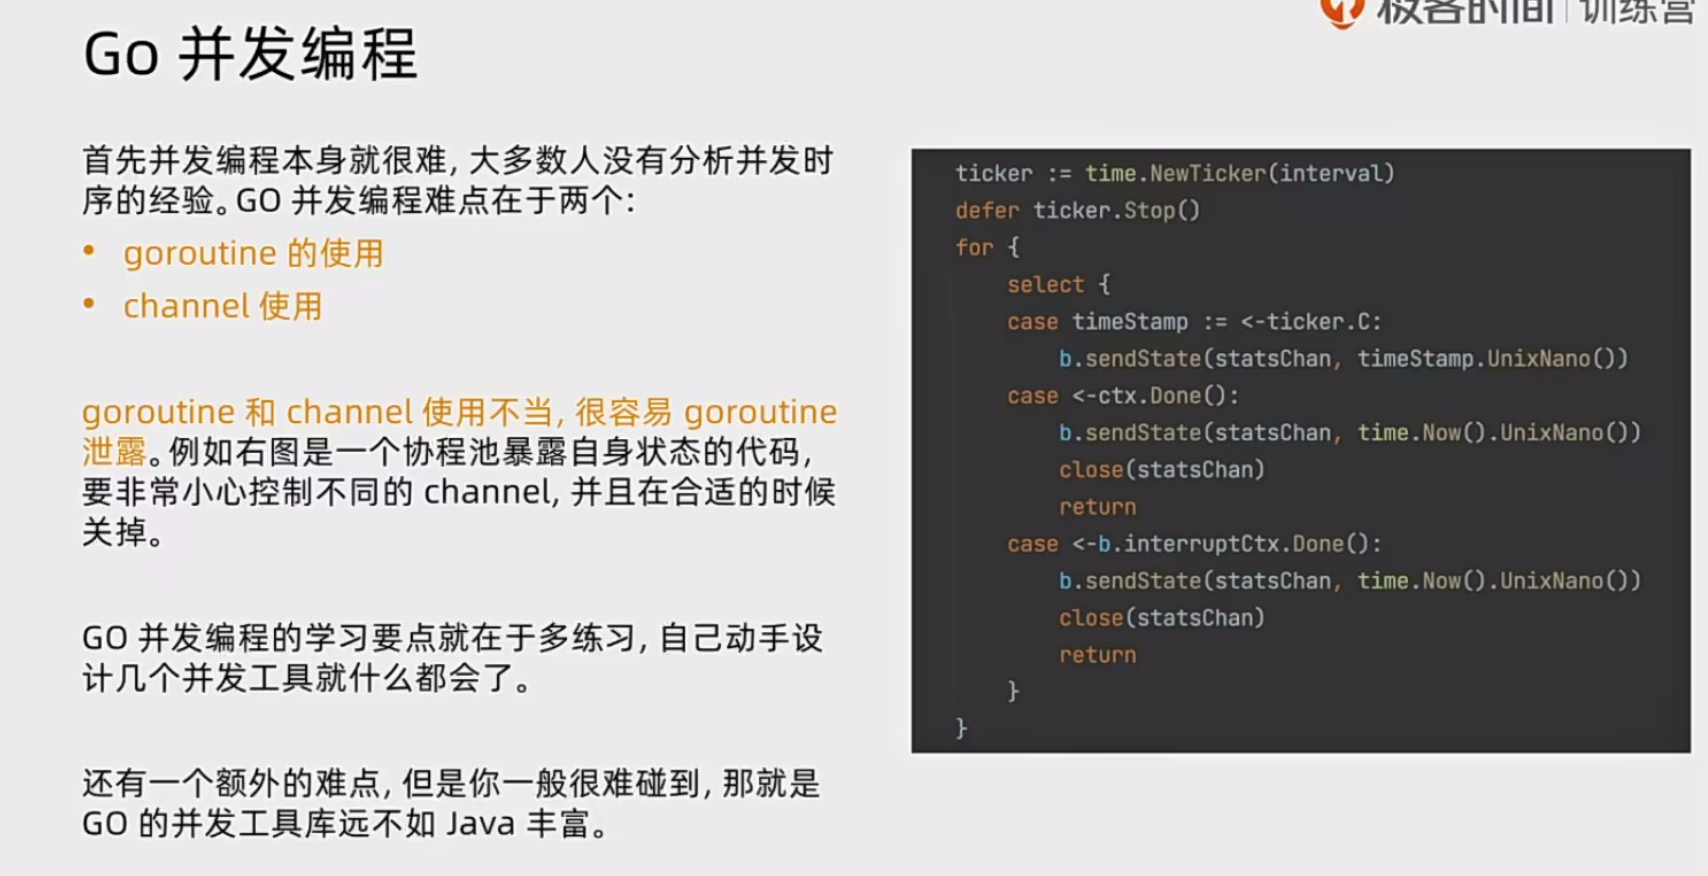 极客时间 | 训练营
Go 并发编程
首先并发编程本身就很难, 大多数人没有分析并发时
序的经验。GO 并发编程难点在于两个:
• goroutine 的使用
• channel 使用
goroutine 和 channel 使用不当, 很容易 goroutine
泄露。例如右图是一个协程池暴露自身状态的代码,
要非常小心控制不同的 channel, 并且在合适的时候
关掉。
GO 并发编程的学习要点就在于多练习, 自己动手设
计几个并发工具就什么都会了。
还有一个额外的难点, 但是你一般很难碰到, 那就是
GO 的并发工具库远不如 Java 丰富。
ticker := time.NewTicker(interval)
defer ticker.Stop()
for {
    select {
    case timeStamp := <-ticker.C:
        b.sendState(statsChan, timeStamp.UnixNano())
    case <-ctx.Done():
        b.sendState(statsChan, time.Now().UnixNano())
        close(statsChan)
        return
    case <-b.interruptCtx.Done():
        b.sendState(statsChan, time.Now().UnixNano())
        close(statsChan)
        return
    }
}